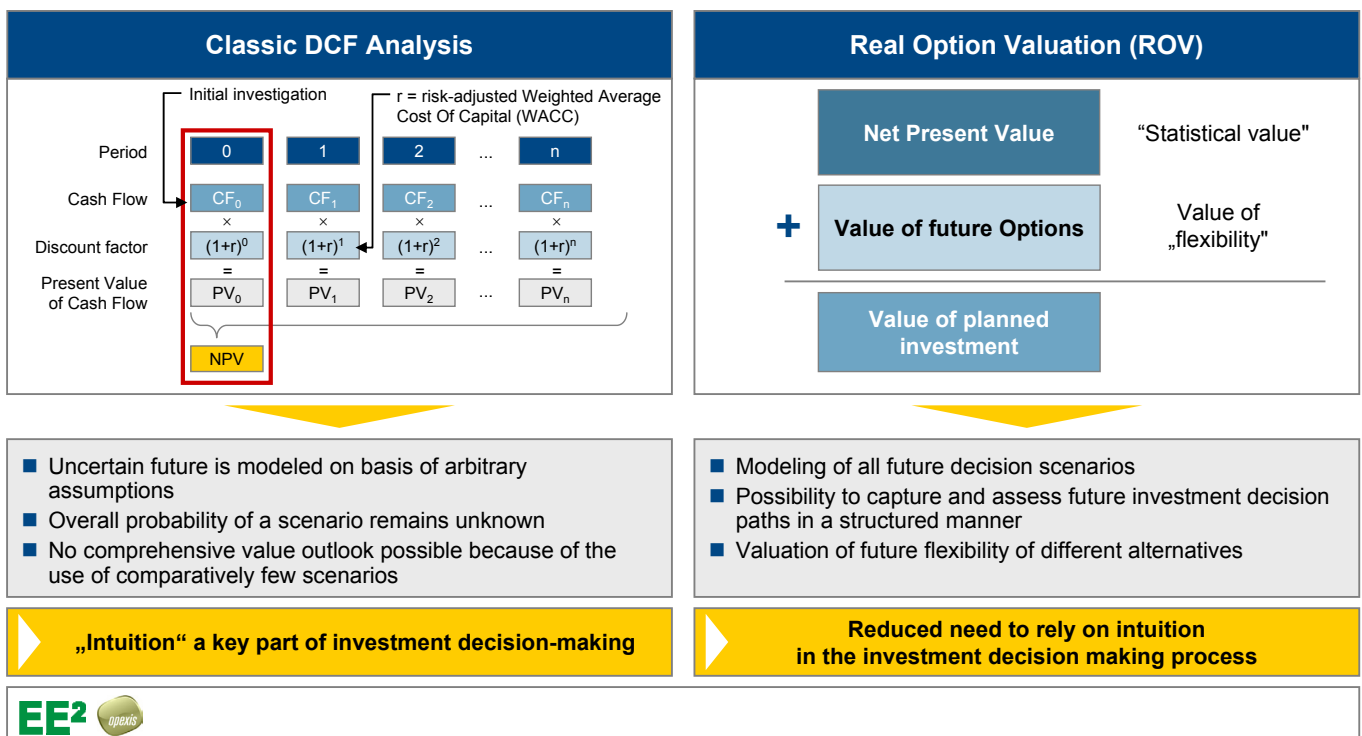 Classic DCF Analysis
Initial investigation
r = risk-adjusted Weighted Average
Cost Of Capital (WACC)
Period 0 1 2 ... n
Cash Flow CF₀ CF₁ CF₂ ... CFₙ
× × × ×
Discount factor (1+r)⁰ (1+r)¹ (1+r)² ... (1+r)ⁿ
= = = =
Present Value
of Cash Flow PV₀ PV₁ PV₂ ... PVₙ
NPV
■ Uncertain future is modeled on basis of arbitrary
assumptions
■ Overall probability of a scenario remains unknown
■ No comprehensive value outlook possible because of the
use of comparatively few scenarios
„Intuition“ a key part of investment decision-making
Real Option Valuation (ROV)
Net Present Value “Statistical value"
+ Value of future Options Value of
„flexibility"
Value of planned
investment
■ Modeling of all future decision scenarios
■ Possibility to capture and assess future investment decision
paths in a structured manner
■ Valuation of future flexibility of different alternatives
Reduced need to rely on intuition
in the investment decision making process
EE² opexis